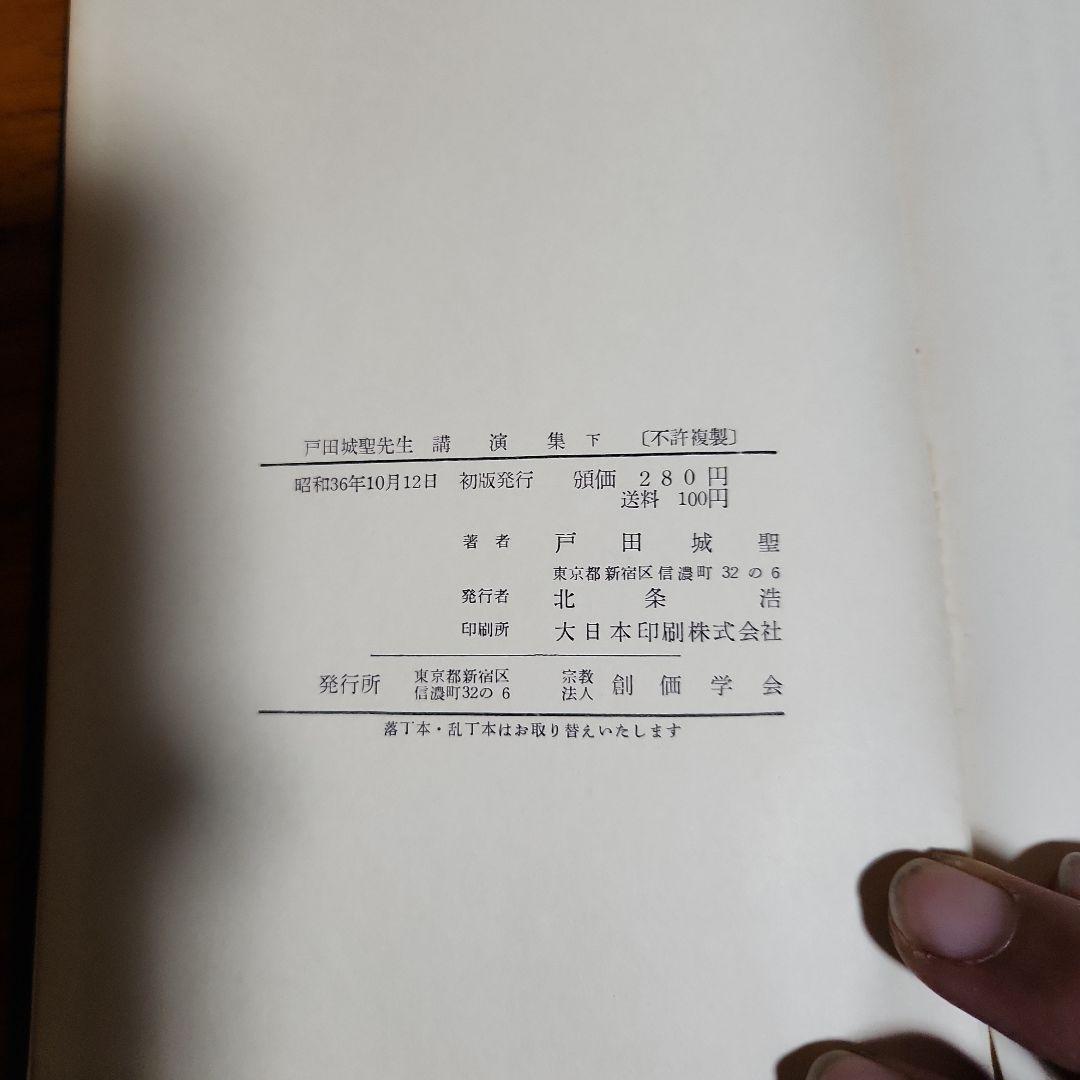 戸田城聖先生 講演集 下 〔不許複製〕
昭和36年10月12日 初版発行 頒価 280円
送料 100円
著者 戸田城聖
東京都新宿区信濃町32の6
発行者 北条浩
印刷所 大日本印刷株式会社
発行所 東京都新宿区信濃町32の6 宗教法人 創価学会
落丁本・乱丁本はお取り替えいたします